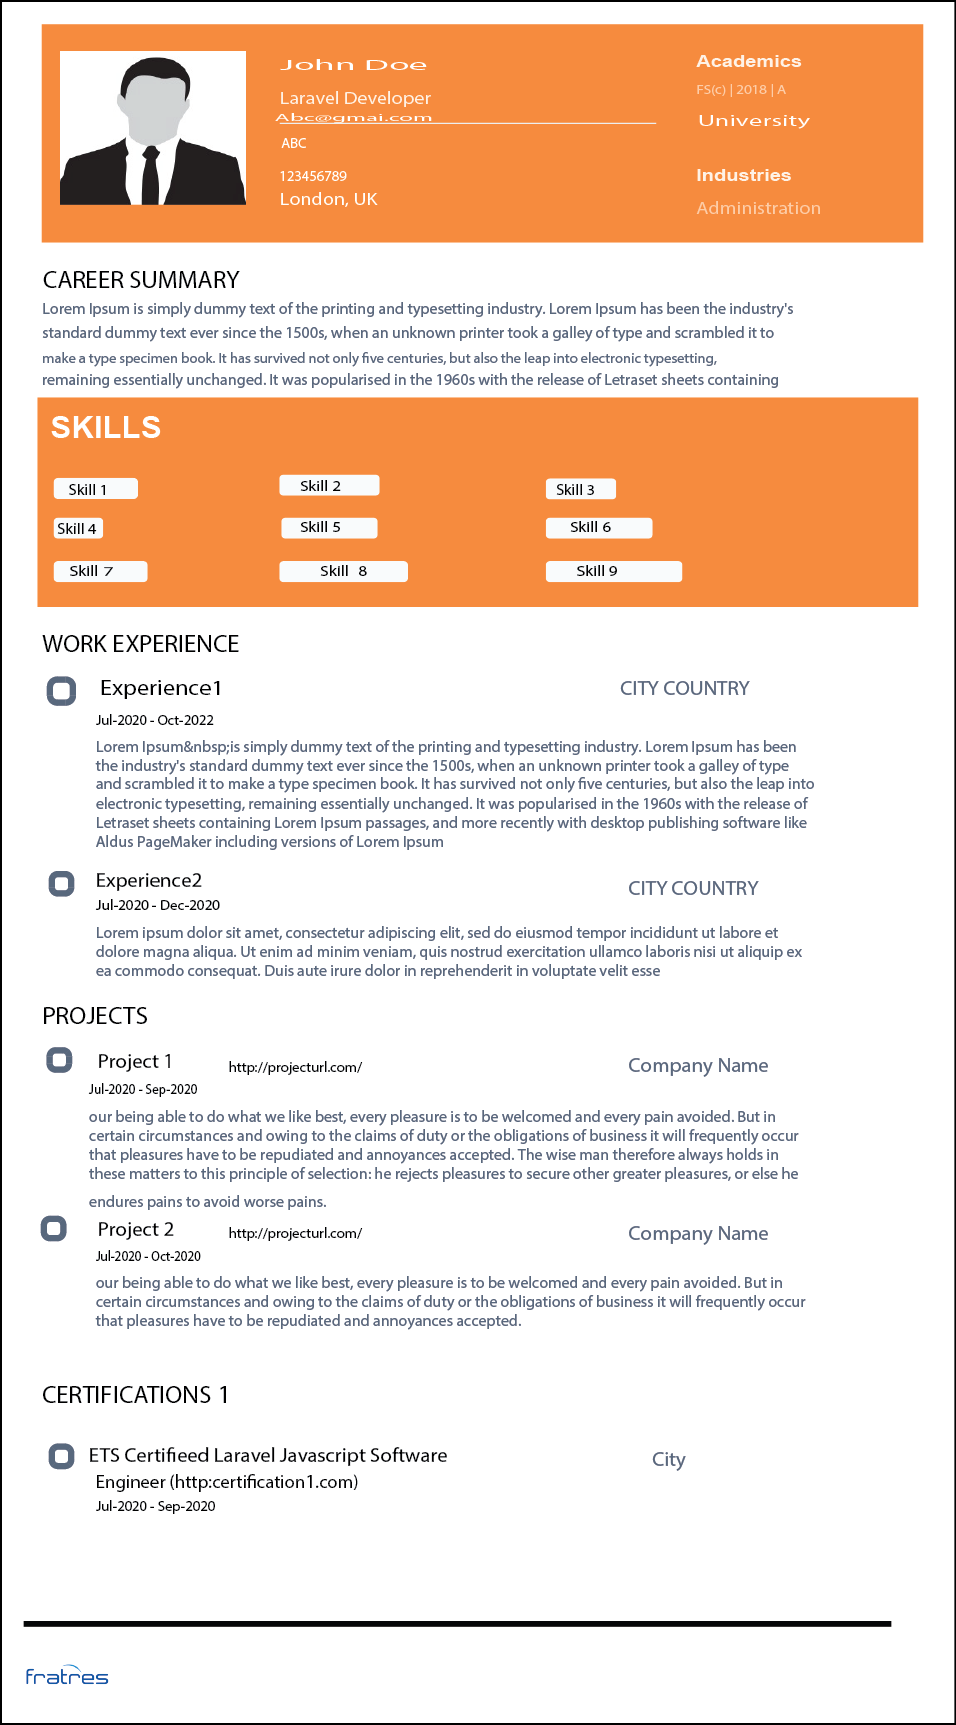 John Doe
Laravel Developer
Abc@gmai.com
ABC
123456789
London, UK
Academics
FS(c) | 2018 | A
University
Industries
Administration
CAREER SUMMARY
Lorem Ipsum is simply dummy text of the printing and typesetting industry. Lorem Ipsum has been the industry's
standard dummy text ever since the 1500s, when an unknown printer took a galley of type and scrambled it to
make a type specimen book. It has survived not only five centuries, but also the leap into electronic typesetting,
remaining essentially unchanged. It was popularised in the 1960s with the release of Letraset sheets containing
SKILLS
Skill 1
Skill 2
Skill 3
Skill 4
Skill 5
Skill 6
Skill 7
Skill 8
Skill 9
WORK EXPERIENCE
Experience1
CITY COUNTRY
Jul-2020 - Oct-2022
Lorem Ipsum&nbsp;is simply dummy text of the printing and typesetting industry. Lorem Ipsum has been
the industry's standard dummy text ever since the 1500s, when an unknown printer took a galley of type
and scrambled it to make a type specimen book. It has survived not only five centuries, but also the leap into
electronic typesetting, remaining essentially unchanged. It was popularised in the 1960s with the release of
Letraset sheets containing Lorem Ipsum passages, and more recently with desktop publishing software like
Aldus PageMaker including versions of Lorem Ipsum
Experience2
CITY COUNTRY
Jul-2020 - Dec-2020
Lorem ipsum dolor sit amet, consectetur adipiscing elit, sed do eiusmod tempor incididunt ut labore et
dolore magna aliqua. Ut enim ad minim veniam, quis nostrud exercitation ullamco laboris nisi ut aliquip ex
ea commodo consequat. Duis aute irure dolor in reprehenderit in voluptate velit esse
PROJECTS
Project 1
http://projecturl.com/
Company Name
Jul-2020 - Sep-2020
our being able to do what we like best, every pleasure is to be welcomed and every pain avoided. But in
certain circumstances and owing to the claims of duty or the obligations of business it will frequently occur
that pleasures have to be repudiated and annoyances accepted. The wise man therefore always holds in
these matters to this principle of selection: he rejects pleasures to secure other greater pleasures, or else he
endures pains to avoid worse pains.
Project 2
http://projecturl.com/
Company Name
Jul-2020 - Oct-2020
our being able to do what we like best, every pleasure is to be welcomed and every pain avoided. But in
certain circumstances and owing to the claims of duty or the obligations of business it will frequently occur
that pleasures have to be repudiated and annoyances accepted.
CERTIFICATIONS 1
ETS Certifieed Laravel Javascript Software
City
Engineer (http:certification1.com)
Jul-2020 - Sep-2020
fratres